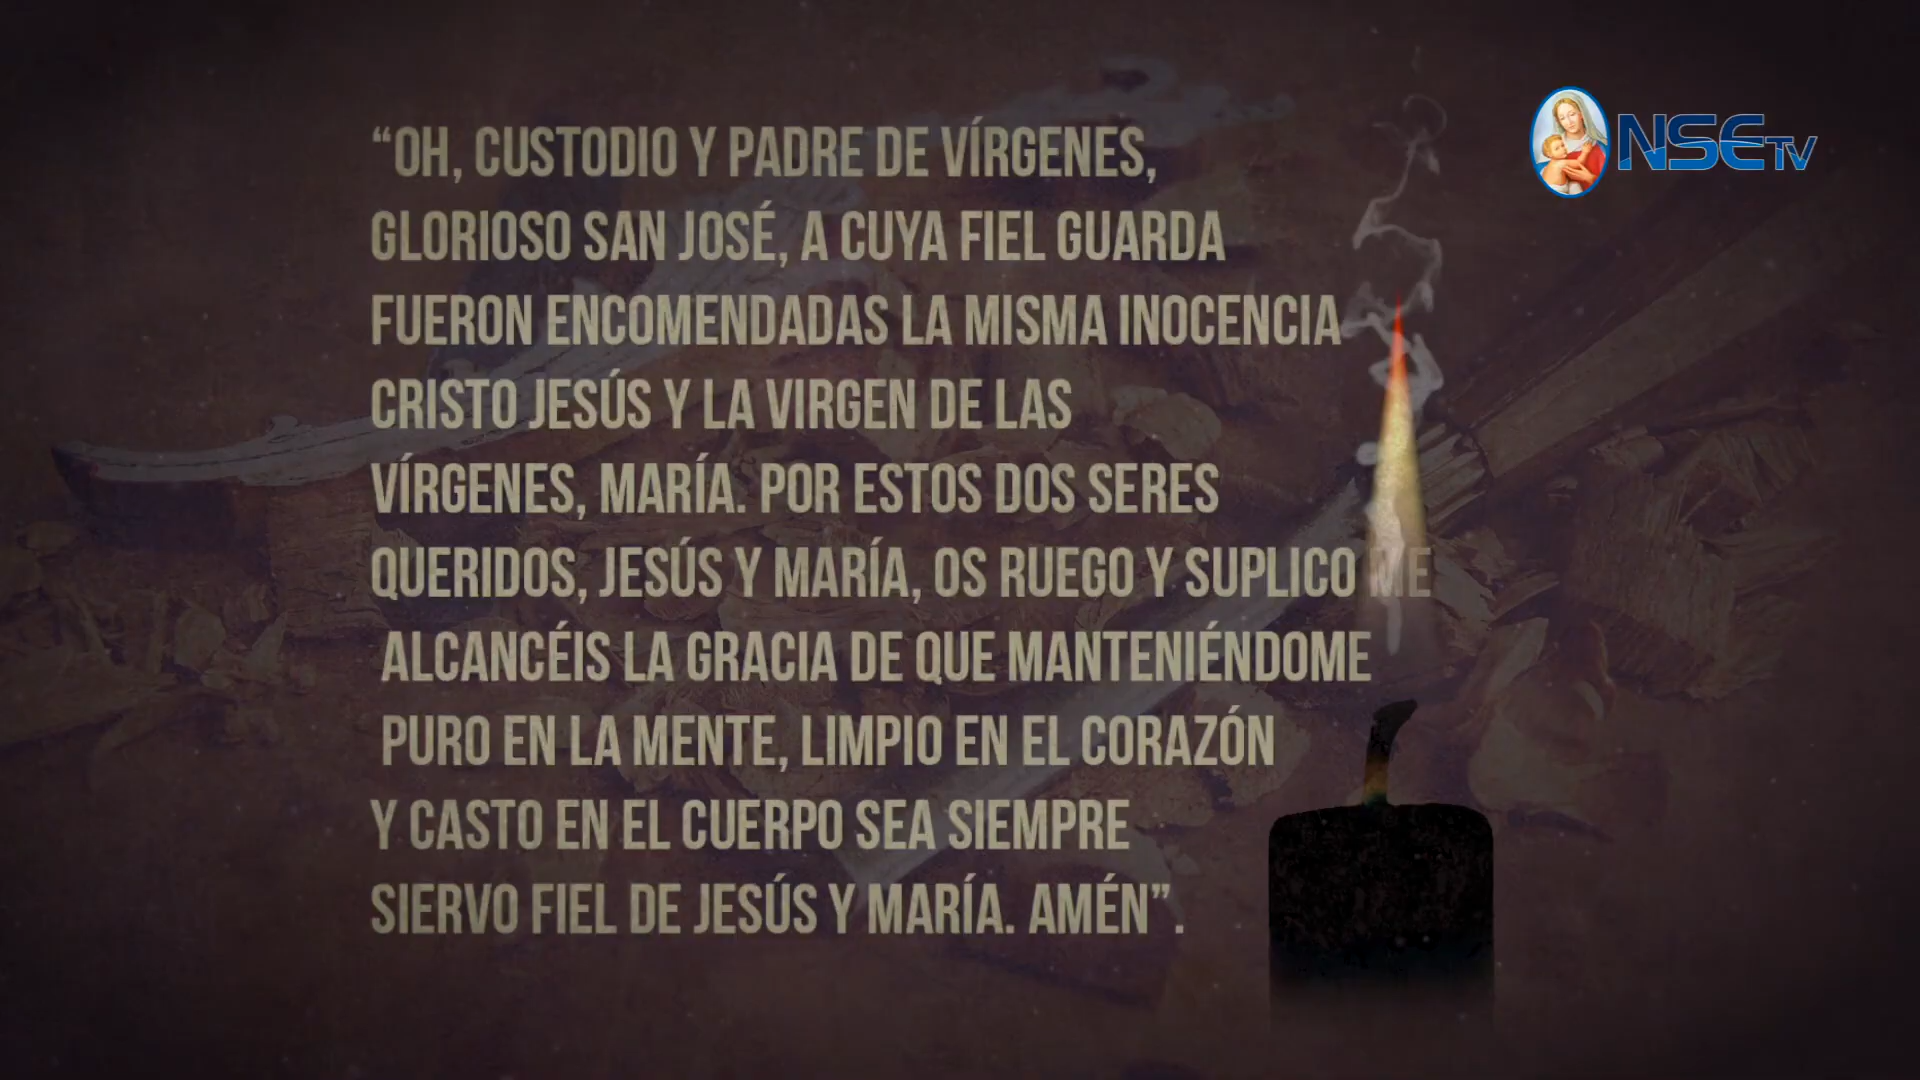 “OH, CUSTODIO Y PADRE DE VÍRGENES,
GLORIOSO SAN JOSÉ, A CUYA FIEL GUARDA
FUERON ENCOMENDADAS LA MISMA INOCENCIA
CRISTO JESÚS Y LA VIRGEN DE LAS
VÍRGENES, MARÍA. POR ESTOS DOS SERES
QUERIDOS, JESÚS Y MARÍA, OS RUEGO Y SUPLICO ME
ALCANCÉIS LA GRACIA DE QUE MANTENIÉNDOME
PURO EN LA MENTE, LIMPIO EN EL CORAZÓN
Y CASTO EN EL CUERPO SEA SIEMPRE
SIERVO FIEL DE JESÚS Y MARÍA. AMÉN”.
NSETV